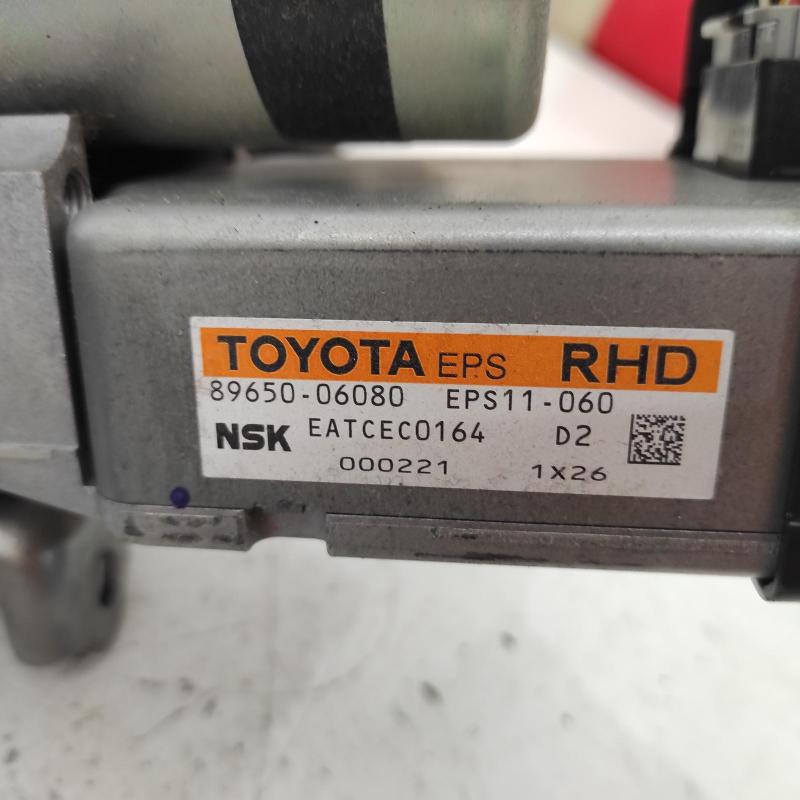 TOYOTA EPS RHD
89650-06080 EPS11-060
NSK EATCEC0164 D2
000221 1X26